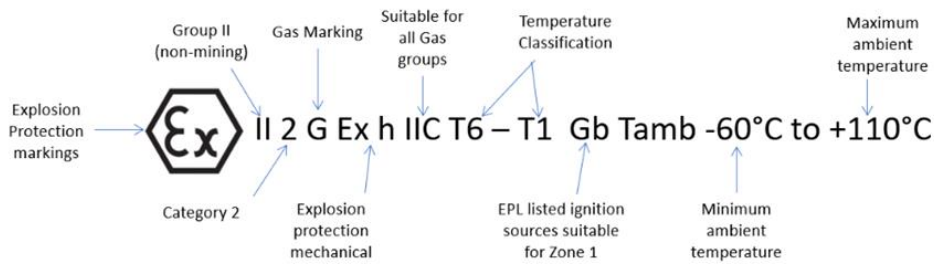 Group II
(non-mining)
Gas Marking
Suitable for
all Gas
groups
Temperature
Classification
Maximum
ambient
temperature
Explosion
Protection
markings
Ex II 2 G Ex h IIC T6 – T1 Gb Tamb -60°C to +110°C
Category 2
Explosion
protection
mechanical
EPL listed ignition
sources suitable
for Zone 1
Minimum
ambient
temperature